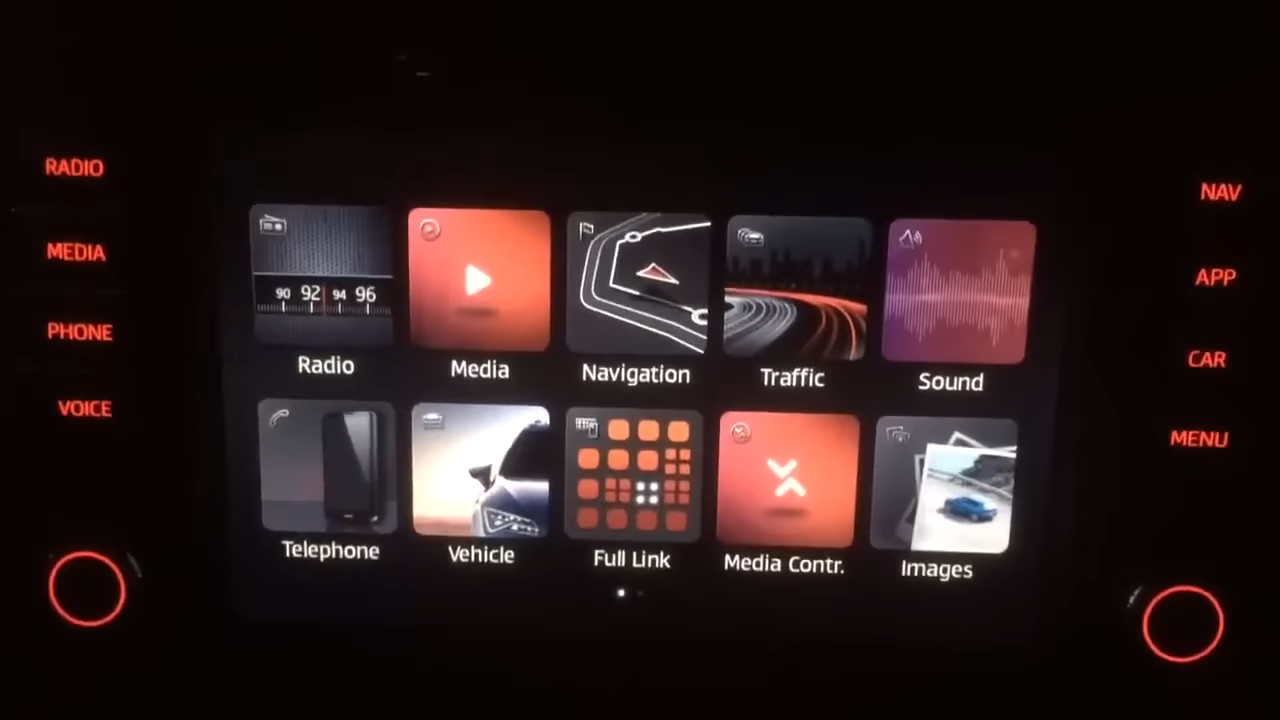 RADIO
MEDIA
PHONE
VOICE
90 92 94 96
Radio
Media
Navigation
Traffic
Sound
Telephone
Vehicle
Full Link
Media Contr.
Images
NAV
APP
CAR
MENU